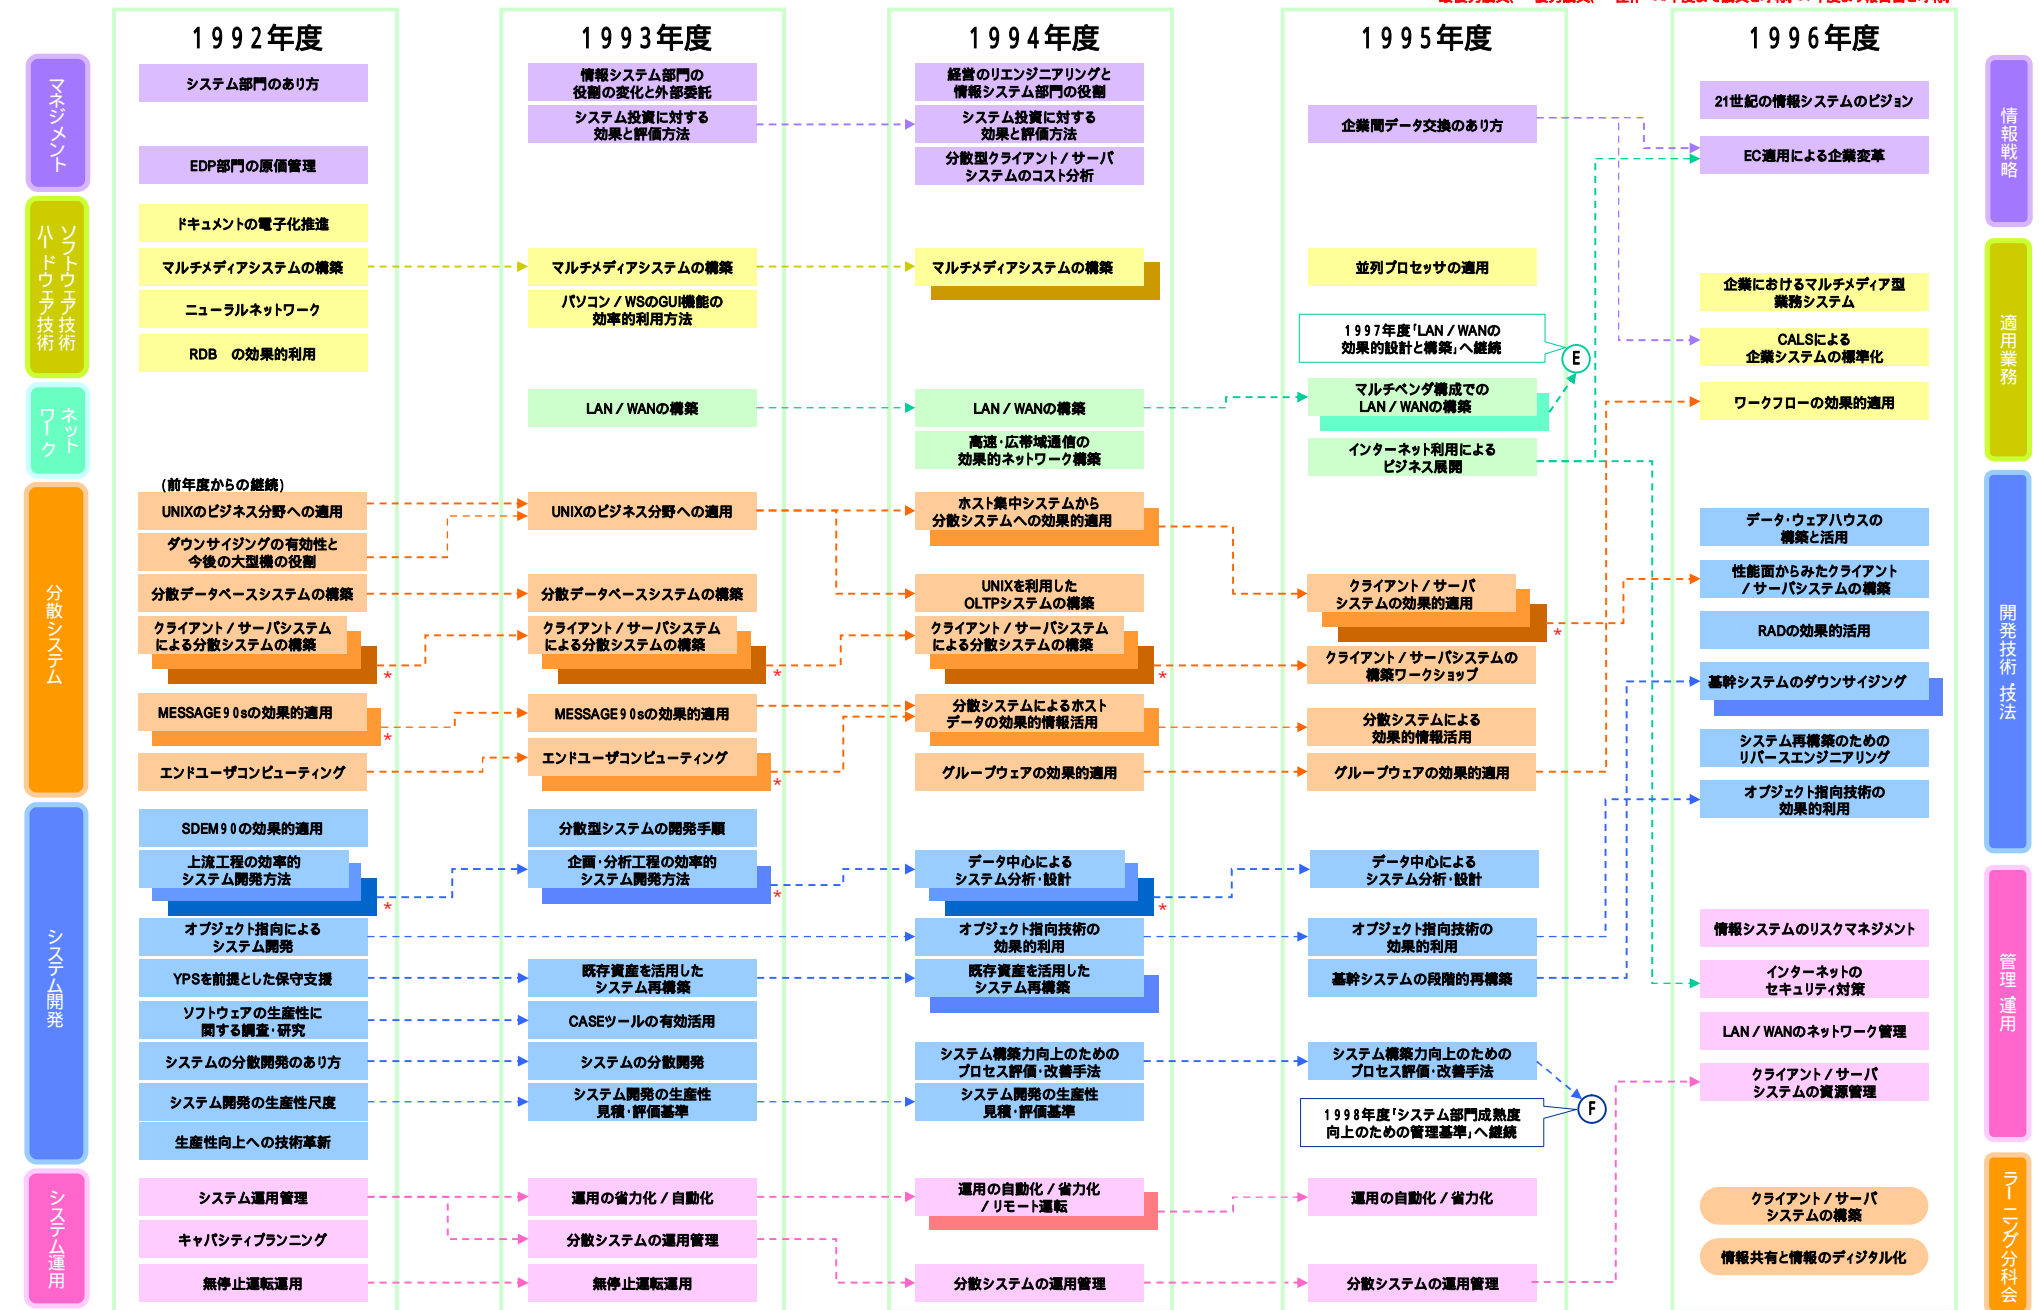 1992年度
1993年度
1994年度
1995年度
1996年度
マネジメント
ソフトウェア技術
ハードウェア技術
ネット
ワーク
分散システム
システム開発
システム運用
システム部門のあり方
EDP部門の原価管理
ドキュメントの電子化推進
マルチメディアシステムの構築
ニューラルネットワーク
RDB の効果的利用
(前年度からの継続)
UNIXのビジネス分野への適用
ダウンサイジングの有効性と
今後の大型機の役割
分散データベースシステムの構築
クライアント/サーバシステム
による分散システムの構築
*
MESSAGE90sの効果的適用
*
エンドユーザコンピューティング
SDEM90の効果的適用
上流工程の効率的
システム開発方法
*
オブジェクト指向による
システム開発
YPSを前提とした保守支援
ソフトウェアの生産性に
関する調査・研究
システムの分散開発のあり方
システム開発の生産性尺度
生産性向上への技術革新
システム運用管理
キャパシティプランニング
無停止運転運用
情報システム部門の
役割の変化と外部委託
システム投資に対する
効果と評価方法
マルチメディアシステムの構築
パソコン/WSのGUI機能の
効率的利用方法
LAN/WANの構築
UNIXのビジネス分野への適用
分散データベースシステムの構築
クライアント/サーバシステム
による分散システムの構築
*
MESSAGE90sの効果的適用
エンドユーザコンピューティング
*
分散型システムの開発手順
企画・分析工程の効率的
システム開発方法
*
既存資産を活用した
システム再構築
CASEツールの有効活用
システムの分散開発
システム開発の生産性
見積・評価基準
運用の省力化/自動化
分散システムの運用管理
無停止運転運用
経営のリエンジニアリングと
情報システム部門の役割
システム投資に対する
効果と評価方法
分散型クライアント/サーバ
システムのコスト分析
マルチメディアシステムの構築
LAN/WANの構築
高速・広帯域通信の
効果的ネットワーク構築
ホスト集中システムから
分散システムへの効果的適用
UNIXを利用した
OLTPシステムの構築
クライアント/サーバシステム
による分散システムの構築
*
分散システムによるホスト
データの効果的情報活用
グループウェアの効果的適用
データ中心による
システム分析・設計
*
オブジェクト指向技術の
効果的利用
既存資産を活用した
システム再構築
システム構築力向上のための
プロセス評価・改善手法
システム開発の生産性
見積・評価基準
運用の自動化/省力化
/リモート運転
分散システムの運用管理
企業間データ交換のあり方
並列プロセッサの適用
1997年度「LAN/WANの
効果的設計と構築」へ継続
E
マルチベンダ構成での
LAN/WANの構築
インターネット利用による
ビジネス展開
クライアント/サーバ
システムの効果的適用
*
クライアント/サーバシステムの
構築ワークショップ
分散システムによる
効果的情報活用
グループウェアの効果的適用
データ中心による
システム分析・設計
オブジェクト指向技術の
効果的利用
基幹システムの段階的再構築
システム構築力向上のための
プロセス評価・改善手法
1998年度「システム部門成熟度
向上のための管理基準」へ継続
F
運用の自動化/省力化
分散システムの運用管理
21世紀の情報システムのビジョン
EC適用による企業変革
企業におけるマルチメディア型
業務システム
CALSによる
企業システムの標準化
ワークフローの効果的適用
データ・ウェアハウスの
構築と活用
性能面からみたクライアント
/サーバシステムの構築
RADの効果的活用
基幹システムのダウンサイジング
システム再構築のための
リバースエンジニアリング
オブジェクト指向技術の
効果的利用
情報システムのリスクマネジメント
インターネットの
セキュリティ対策
LAN/WANのネットワーク管理
クライアント/サーバ
システムの資源管理
クライアント/サーバ
システムの構築
情報共有と情報のディジタル化
情報戦略
適用業務
開発技術・技法
管理 運用
ラーニング分科会